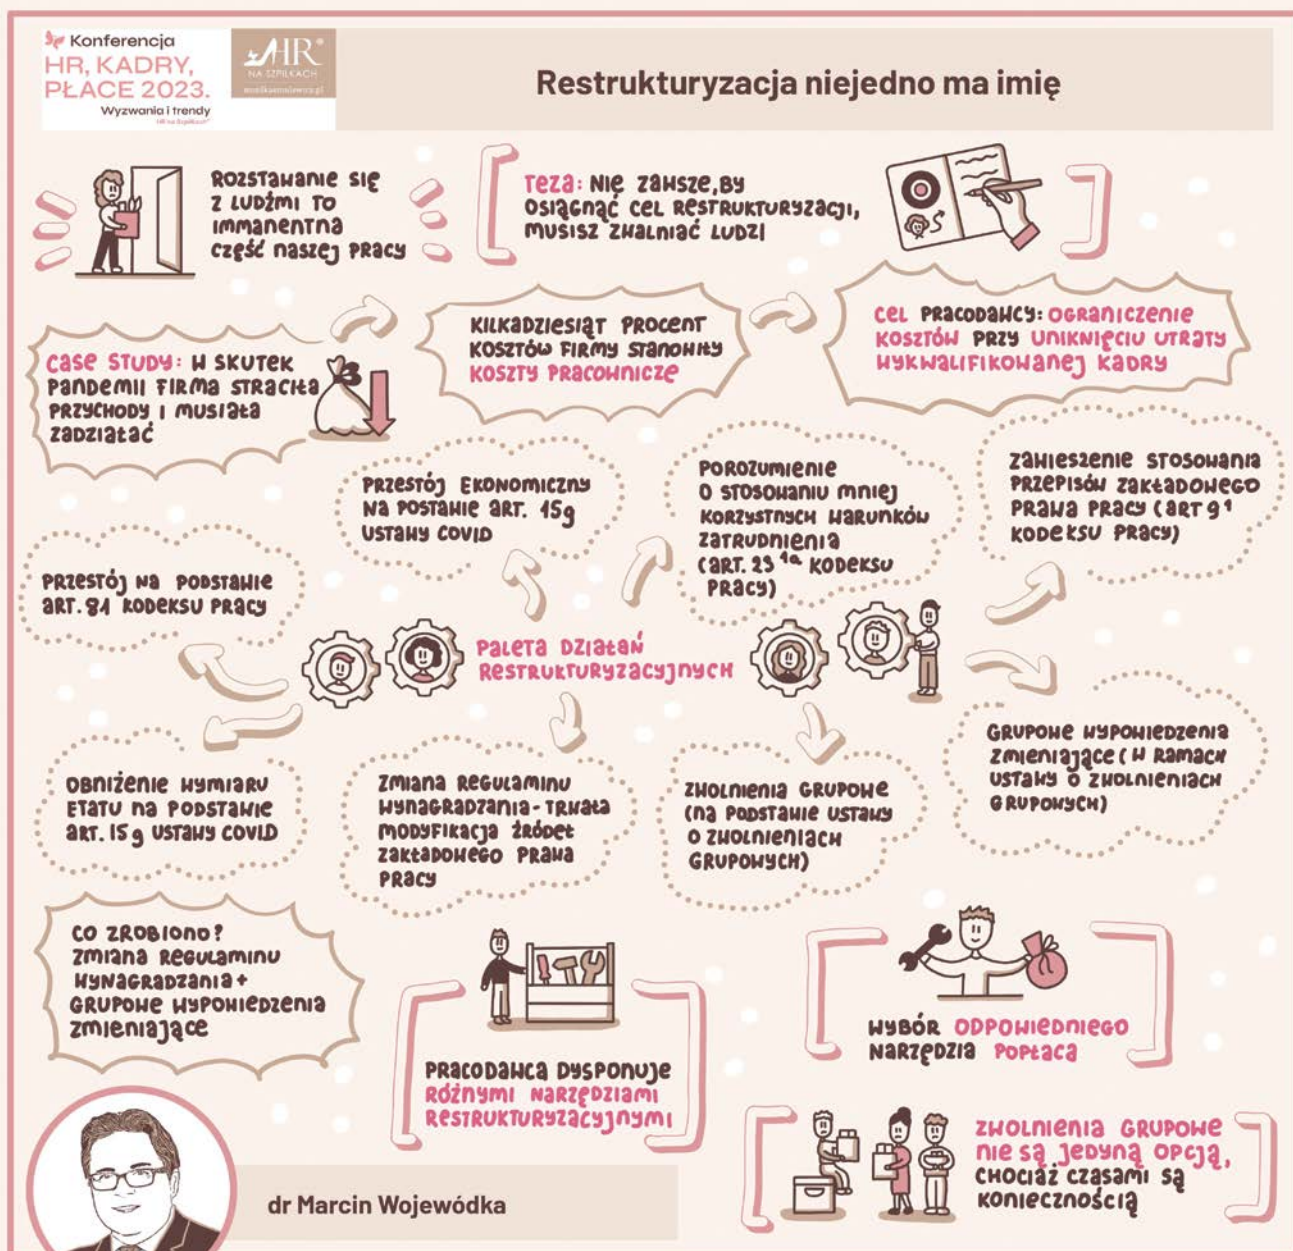 Konferencja
HR, KADRY,
PŁACE 2023.
Wyzwania i trendy
HR na Szpilkach
HR
NA SZPILKACH
monikasmulewicz.pl
Restrukturyzacja niejedno ma imię
ROZSTAWANIE SIĘ
Z LUDŹMI TO
IMMANENTNA
CZĘŚĆ NASZEJ PRACY
TEZA: NIE ZAWSZE, BY
OSIĄGNĄĆ CEL RESTRUKTURYZACJI,
MUSISZ ZWALNIAĆ LUDZI
CASE STUDY: W SKUTEK
PANDEMII FIRMA STRACIŁA
PRZYCHODY I MUSIAŁA
ZADZIAŁAĆ
KILKADZIESIĄT PROCENT
KOSZTÓW FIRMY STANOWIŁY
KOSZTY PRACOWNICZE
CEL PRACODAWCY: OGRANICZENIE
KOSZTÓW PRZY UNIKNIĘCIU UTRATY
WYKWALIFIKOWANEJ KADRY
PRZESTÓJ NA PODSTAWIE
ART. 81 KODEKSU PRACY
PRZESTÓJ EKONOMICZNY
NA POSTAWIE ART. 15g
USTAWY COVID
POROZUMIENIE
O STOSOWANIU MNIEJ
KORZYSTNYCH WARUNKÓW
ZATRUDNIENIA
(ART. 23 1a KODEKSU
PRACY)
ZAWIESZENIE STOSOWANIA
PRZEPISÓW ZAKŁADOWEGO
PRAWA PRACY (ART 9 1
KODEKSU PRACY)
PALETA DZIAŁAŃ
RESTRUKTURYZACYJNYCH
OBNIŻENIE WYMIARU
ETATU NA PODSTAWIE
ART. 15g USTAWY COVID
ZMIANA REGULAMINU
WYNAGRADZANIA - TRWAŁA
MODYFIKACJA ŹRÓDEŁ
ZAKŁADOWEGO PRAWA
PRACY
ZWOLNIENIA GRUPOWE
(NA PODSTAWIE USTAWY
O ZWOLNIENIACH
GRUPOWYCH)
GRUPOWE WYPOWIEDZENIA
ZMIENIAJĄCE (W RAMACH
USTAWY O ZWOLNIENIACH
GRUPOWYCH)
CO ZROBIONO?
ZMIANA REGULAMINU
WYNAGRADZANIA +
GRUPOWE WYPOWIEDZENIA
ZMIENIAJĄCE
PRACODAWCA DYSPONUJE
RÓŻNYMI NARZĘDZIAMI
RESTRUKTURYZACYJNYMI
WYBÓR ODPOWIEDNIEGO
NARZĘDZIA POPŁACA
ZWOLNIENIA GRUPOWE
NIE SĄ JEDYNĄ OPCJĄ,
CHOCIAŻ CZASAMI SĄ
KONIECZNOŚCIĄ
dr Marcin Wojewódka